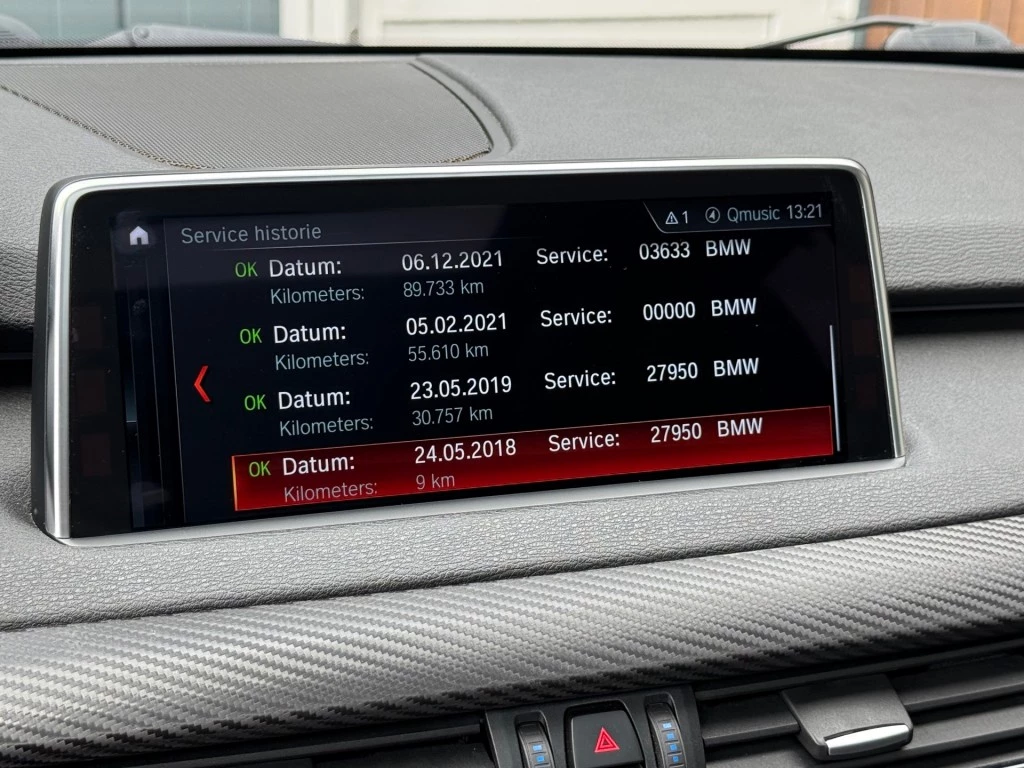 Service histoire
1 Qmusic 13:21
OK Datum: 06.12.2021 Service: 03633 BMW
Kilometers: 89.733 km
OK Datum: 05.02.2021 Service: 00000 BMW
Kilometers: 55.610 km
OK Datum: 23.05.2019 Service: 27950 BMW
Kilometers: 30.757 km
OK Datum: 24.05.2018 Service: 27950 BMW
Kilometers: 9 km